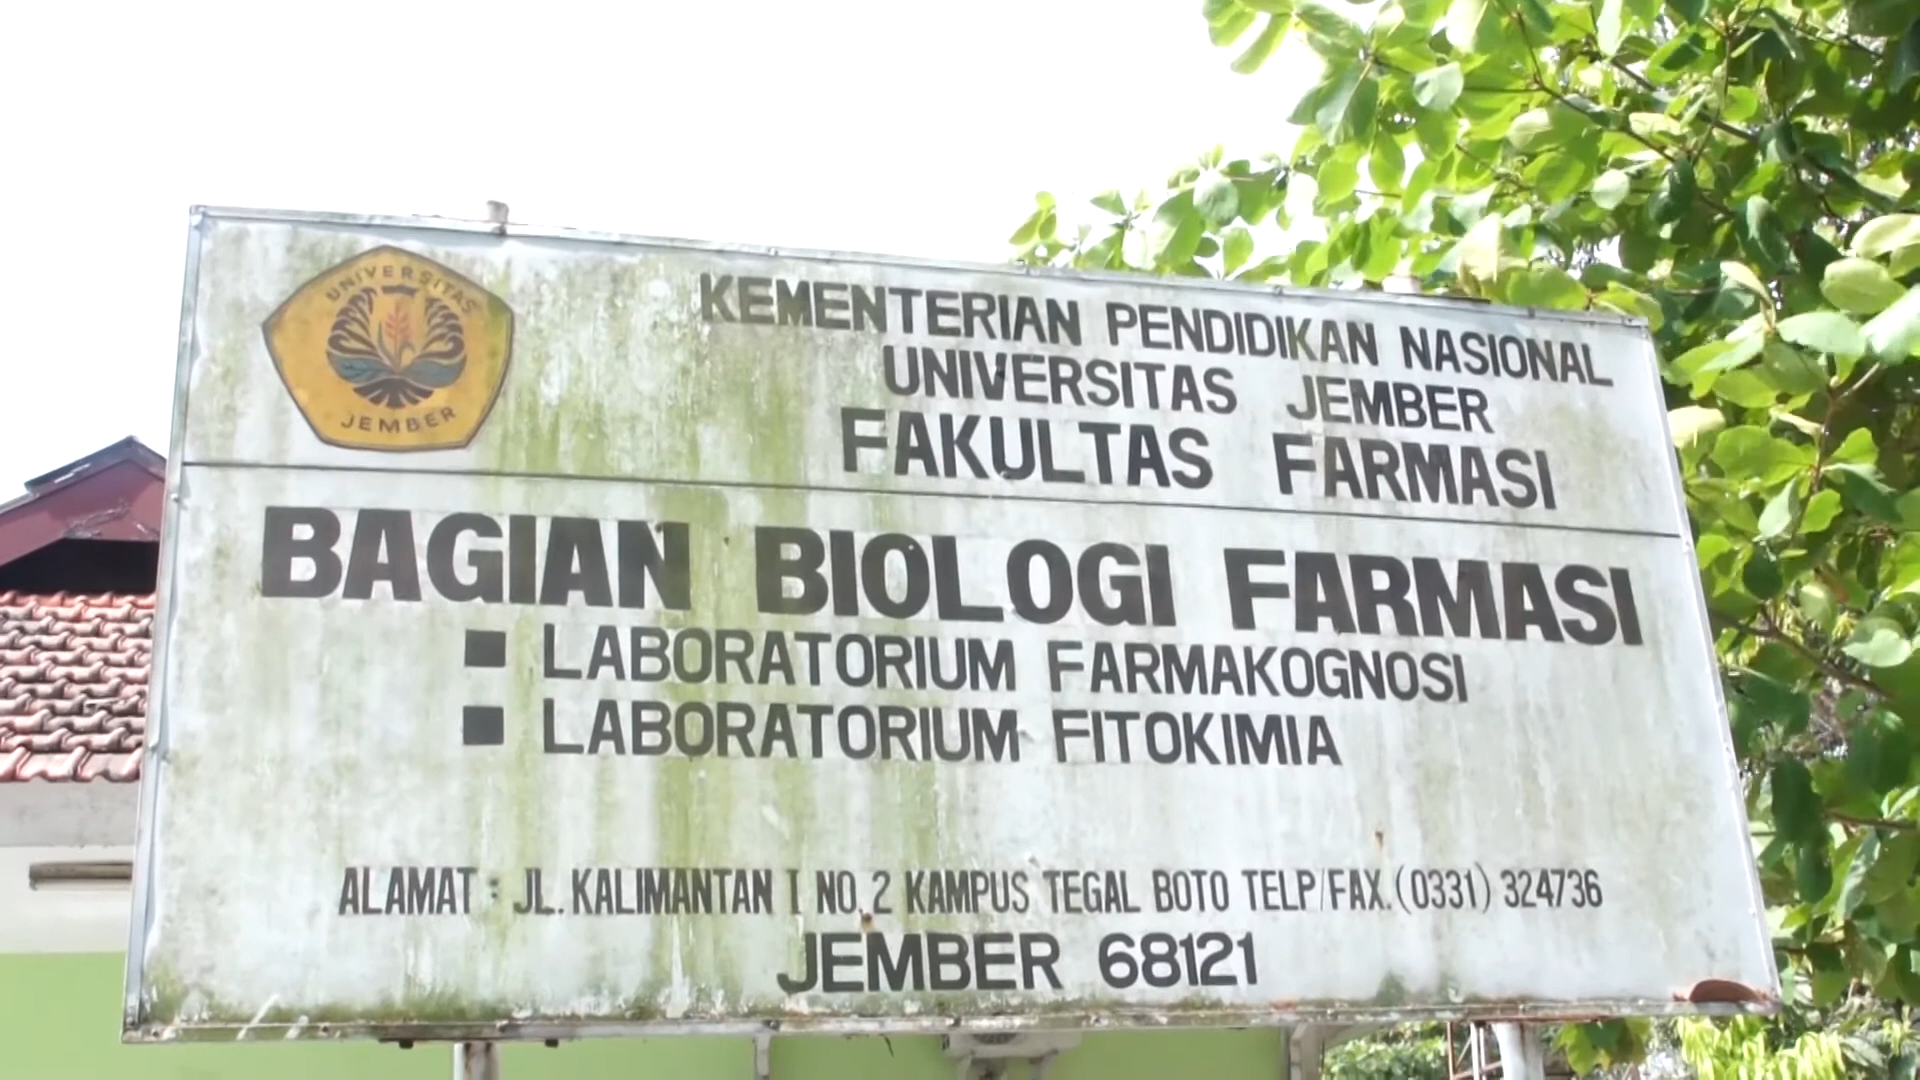 UNIVERSITAS
JEMBER
KEMENTERIAN PENDIDIKAN NASIONAL
UNIVERSITAS JEMBER
FAKULTAS FARMASI
BAGIAN BIOLOGI FARMASI
■ LABORATORIUM FARMAKOGNOSI
■ LABORATORIUM FITOKIMIA
ALAMAT : JL. KALIMANTAN I NO. 2 KAMPUS TEGAL BOTO TELP/FAX.(0331) 324736
JEMBER 68121